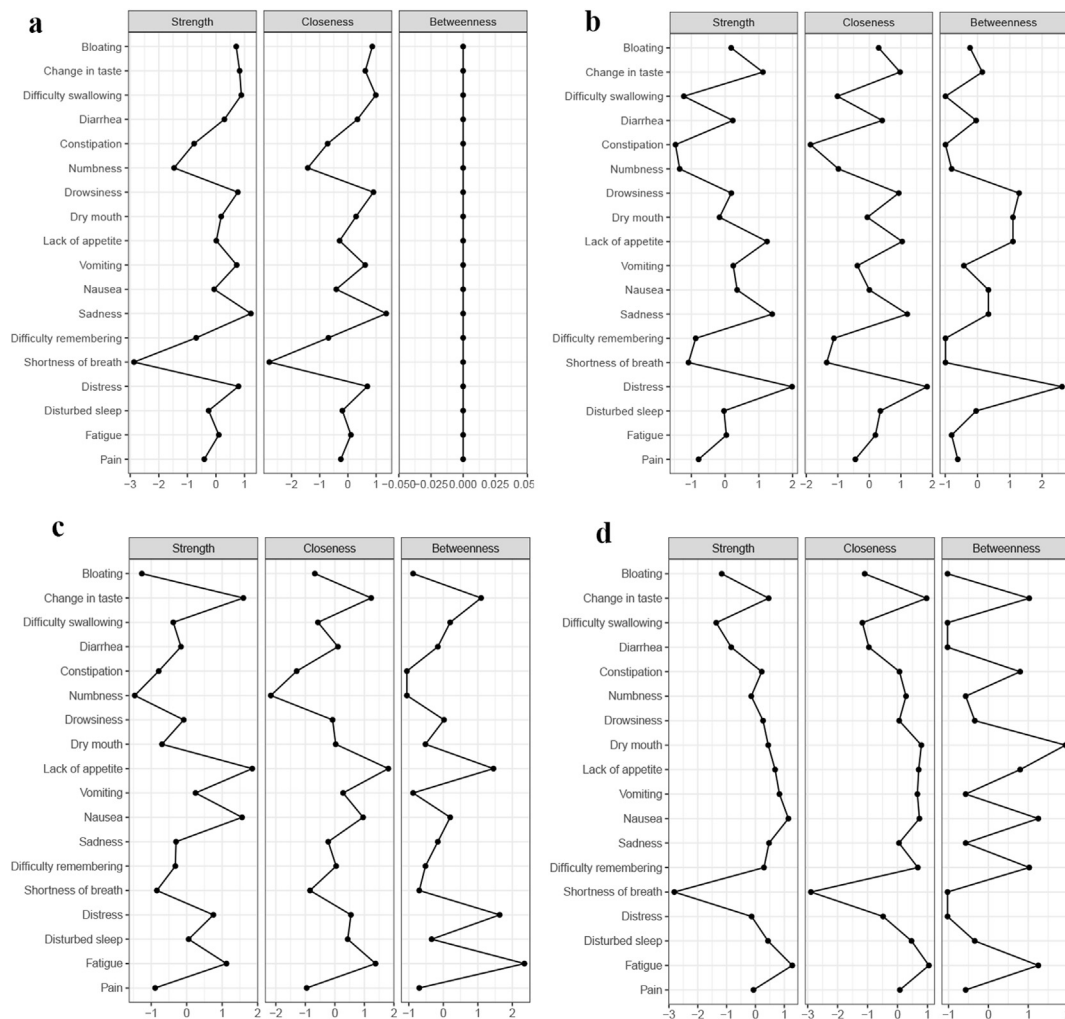 a
Strength Closeness Betweenness
Bloating
Change in taste
Difficulty swallowing
Diarrhea
Constipation
Numbness
Drowsiness
Dry mouth
Lack of appetite
Vomiting
Nausea
Sadness
Difficulty remembering
Shortness of breath
Distress
Disturbed sleep
Fatigue
Pain
−3 −2 −1 0 1 −2 −1 0 1 −0.050 −0.025 0.000 0.025 0.05
b
Strength Closeness Betweenness
Bloating
Change in taste
Difficulty swallowing
Diarrhea
Constipation
Numbness
Drowsiness
Dry mouth
Lack of appetite
Vomiting
Nausea
Sadness
Difficulty remembering
Shortness of breath
Distress
Disturbed sleep
Fatigue
Pain
−1 0 1 2 −2 −1 0 1 2 −1 0 1 2
c
Strength Closeness Betweenness
Bloating
Change in taste
Difficulty swallowing
Diarrhea
Constipation
Numbness
Drowsiness
Dry mouth
Lack of appetite
Vomiting
Nausea
Sadness
Difficulty remembering
Shortness of breath
Distress
Disturbed sleep
Fatigue
Pain
−1 0 1 2 −2 −1 0 1 2 −1 0 1 2
d
Strength Closeness Betweenness
Bloating
Change in taste
Difficulty swallowing
Diarrhea
Constipation
Numbness
Drowsiness
Dry mouth
Lack of appetite
Vomiting
Nausea
Sadness
Difficulty remembering
Shortness of breath
Distress
Disturbed sleep
Fatigue
Pain
−3 −2 −1 0 1 −3 −2 −1 0 1 −1 0 1